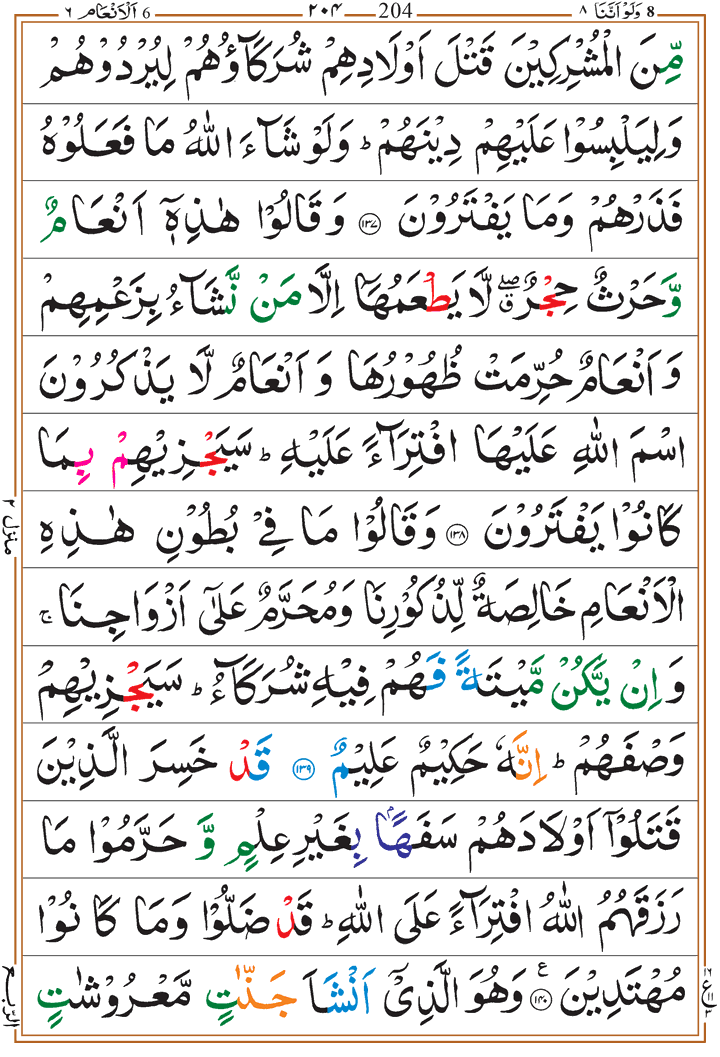 8 وَلَوْ اَنَّنَا ٨ 204 ٢٠٤ 6 اَلْاَنْعَام ٦
مِّنَ الْمُشْرِكِيْنَ قَتْلَ اَوْلَادِهِمْ شُرَكَآؤُهُمْ لِيُرْدُوْهُمْ
وَلِيَلْبِسُوْا عَلَيْهِمْ دِيْنَهُمْ ؕ وَلَوْ شَآءَ اللّٰهُ مَا فَعَلُوْهُ
فَذَرْهُمْ وَمَا يَفْتَرُوْنَ ۝١٣٧ وَقَالُوْا هٰذِهٖۤ اَنْعَامٌ
وَّحَرْثٌ حِجْرٌ ۖۗ لَّا يَطْعَمُهَاۤ اِلَّا مَنْ نَّشَآءُ بِزَعْمِهِمْ
وَاَنْعَامٌ حُرِّمَتْ ظُهُوْرُهَا وَاَنْعَامٌ لَّا يَذْكُرُوْنَ
اسْمَ اللّٰهِ عَلَيْهَا افْتِرَآءً عَلَيْهِ ؕ سَيَجْزِيْهِمْ بِمَا
كَانُوْا يَفْتَرُوْنَ ۝١٣٨ وَقَالُوْا مَا فِيْ بُطُوْنِ هٰذِهِ
الْاَنْعَامِ خَالِصَةٌ لِّذُكُوْرِنَا وَمُحَرَّمٌ عَلٰٓى اَزْوَاجِنَا ۚ
وَاِنْ يَّكُنْ مَّيْتَةً فَهُمْ فِيْهِ شُرَكَآءُ ؕ سَيَجْزِيْهِمْ
وَصْفَهُمْ ؕ اِنَّهٗ حَكِيْمٌ عَلِيْمٌ ۝١٣٩ قَدْ خَسِرَ الَّذِيْنَ
قَتَلُوْۤا اَوْلَادَهُمْ سَفَهًاۢ بِغَيْرِ عِلْمٍ وَّحَرَّمُوْا مَا
رَزَقَهُمُ اللّٰهُ افْتِرَآءً عَلَى اللّٰهِ ؕ قَدْ ضَلُّوْا وَمَا كَانُوْا
مُهْتَدِيْنَ ۝١٤٠ ع وَهُوَ الَّذِيْۤ اَنْشَاَ جَنّٰتٍ مَّعْرُوْشٰتٍ
منزل ٢
الرّبع